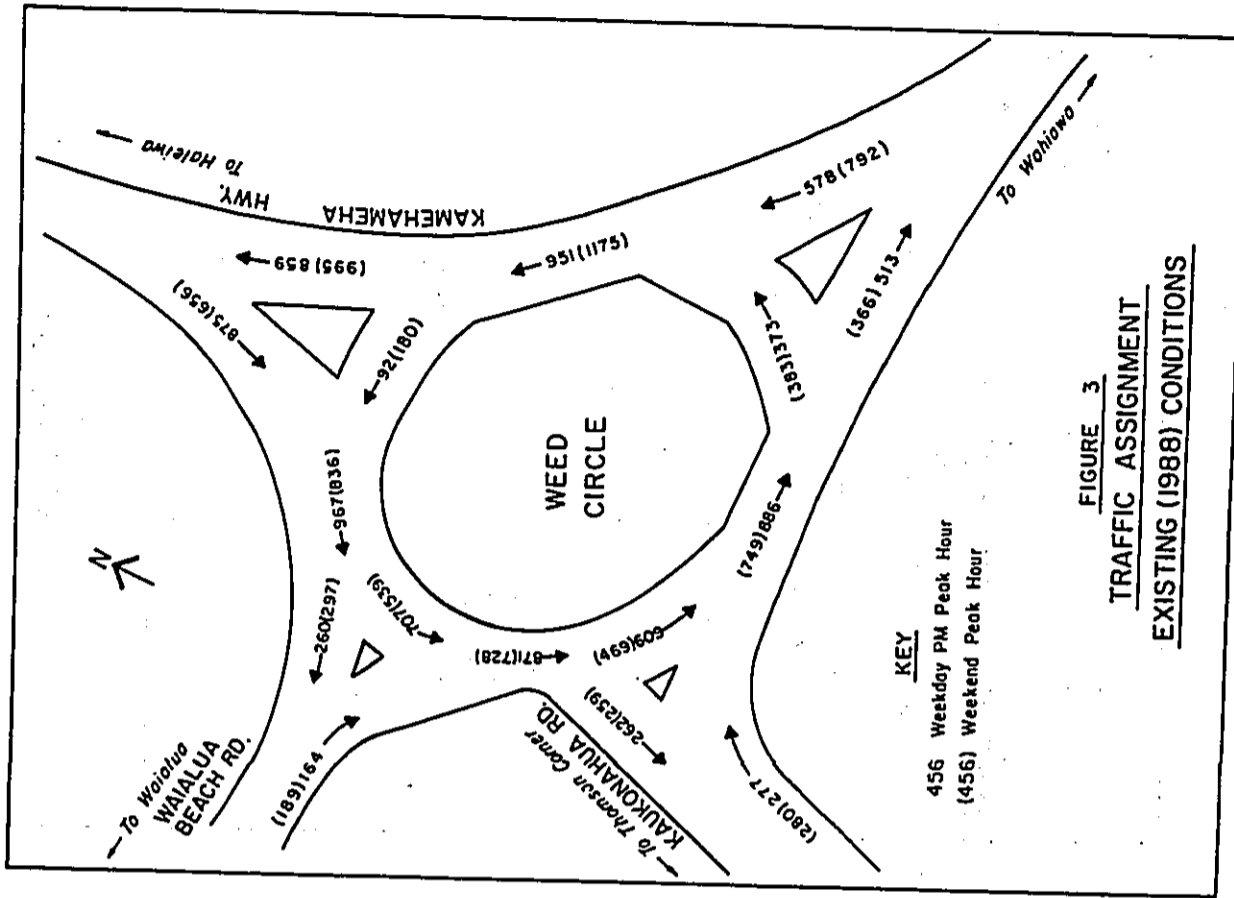 To Haleiwa
KAMEHAMEHA HWY.
(995) 859
875(656)
92(180)
951(1175)
578(792)
N
967(836)
260(297)
707(539)
WEED
CIRCLE
871(728)
(469)609
262(259)
(749)886
(383)373
(366) 513
To Wahiawa
To Waialua
WAIALUA
BEACH RD.
(189)164
KAUKONAHUA RD.
To Thomson Corner
(280)277
KEY
456 Weekday PM Peak Hour
(456) Weekend Peak Hour
FIGURE 3
TRAFFIC ASSIGNMENT
EXISTING (1988) CONDITIONS